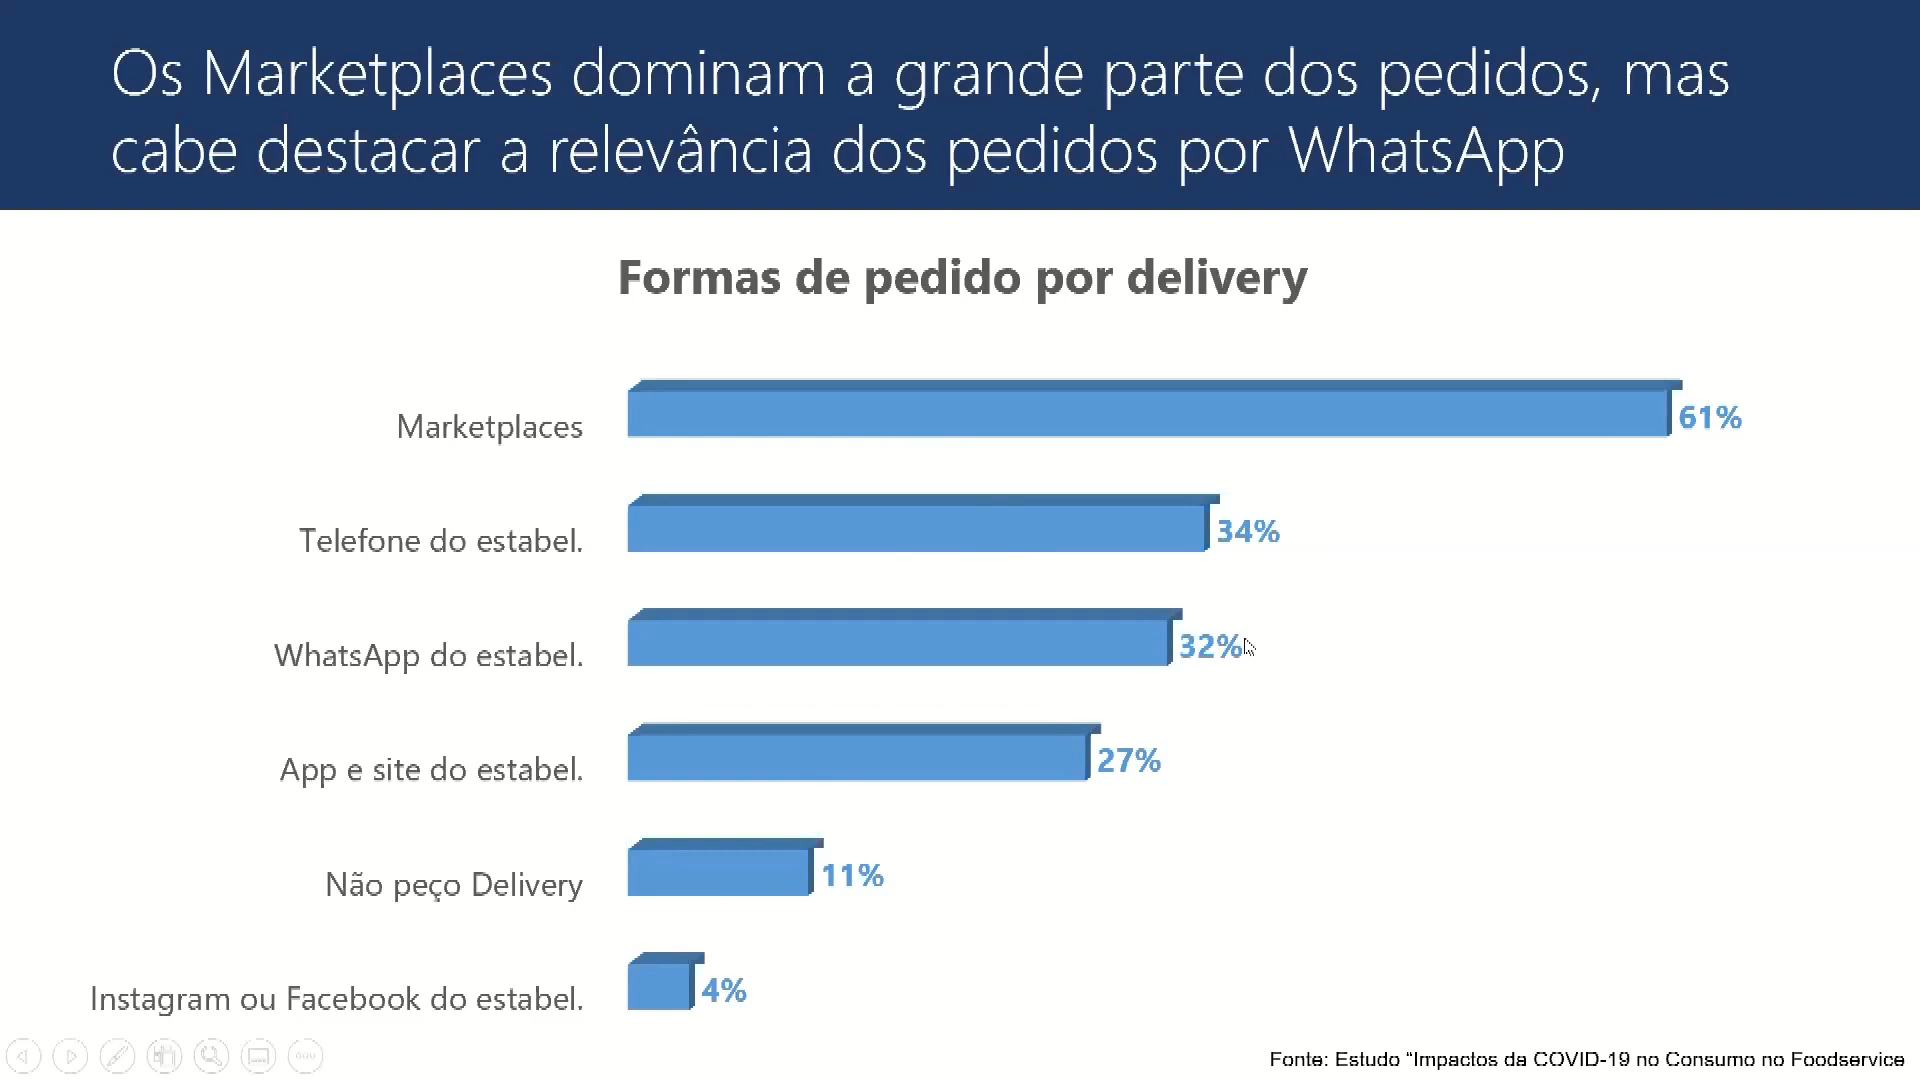 Os Marketplaces dominam a grande parte dos pedidos, mas
cabe destacar a relevância dos pedidos por WhatsApp
Formas de pedido por delivery
Marketplaces 61%
Telefone do estabel. 34%
WhatsApp do estabel. 32%
App e site do estabel. 27%
Não peço Delivery 11%
Instagram ou Facebook do estabel. 4%
Fonte: Estudo “Impactos da COVID-19 no Consumo no Foodservice